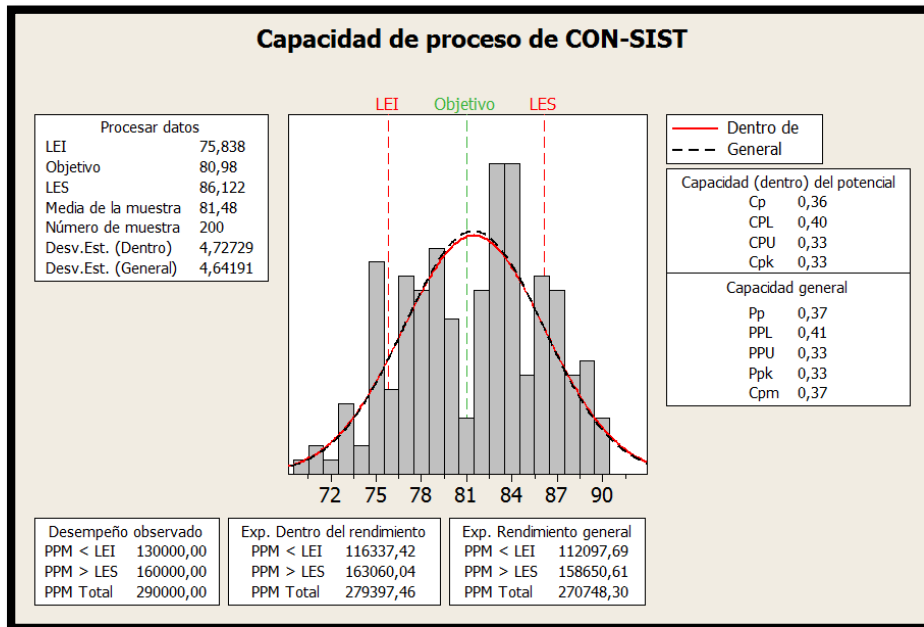 Capacidad de proceso de CON-SIST
LEI Objetivo LES
Procesar datos
LEI 75,838
Objetivo 80,98
LES 86,122
Media de la muestra 81,48
Número de muestra 200
Desv.Est. (Dentro) 4,72729
Desv.Est. (General) 4,64191
Dentro de
General
Capacidad (dentro) del potencial
Cp 0,36
CPL 0,40
CPU 0,33
Cpk 0,33
Capacidad general
Pp 0,37
PPL 0,41
PPU 0,33
Ppk 0,33
Cpm 0,37
72 75 78 81 84 87 90
Desempeño observado
PPM < LEI 130000,00
PPM > LES 160000,00
PPM Total 290000,00
Exp. Dentro del rendimiento
PPM < LEI 116337,42
PPM > LES 163060,04
PPM Total 279397,46
Exp. Rendimiento general
PPM < LEI 112097,69
PPM > LES 158650,61
PPM Total 270748,30